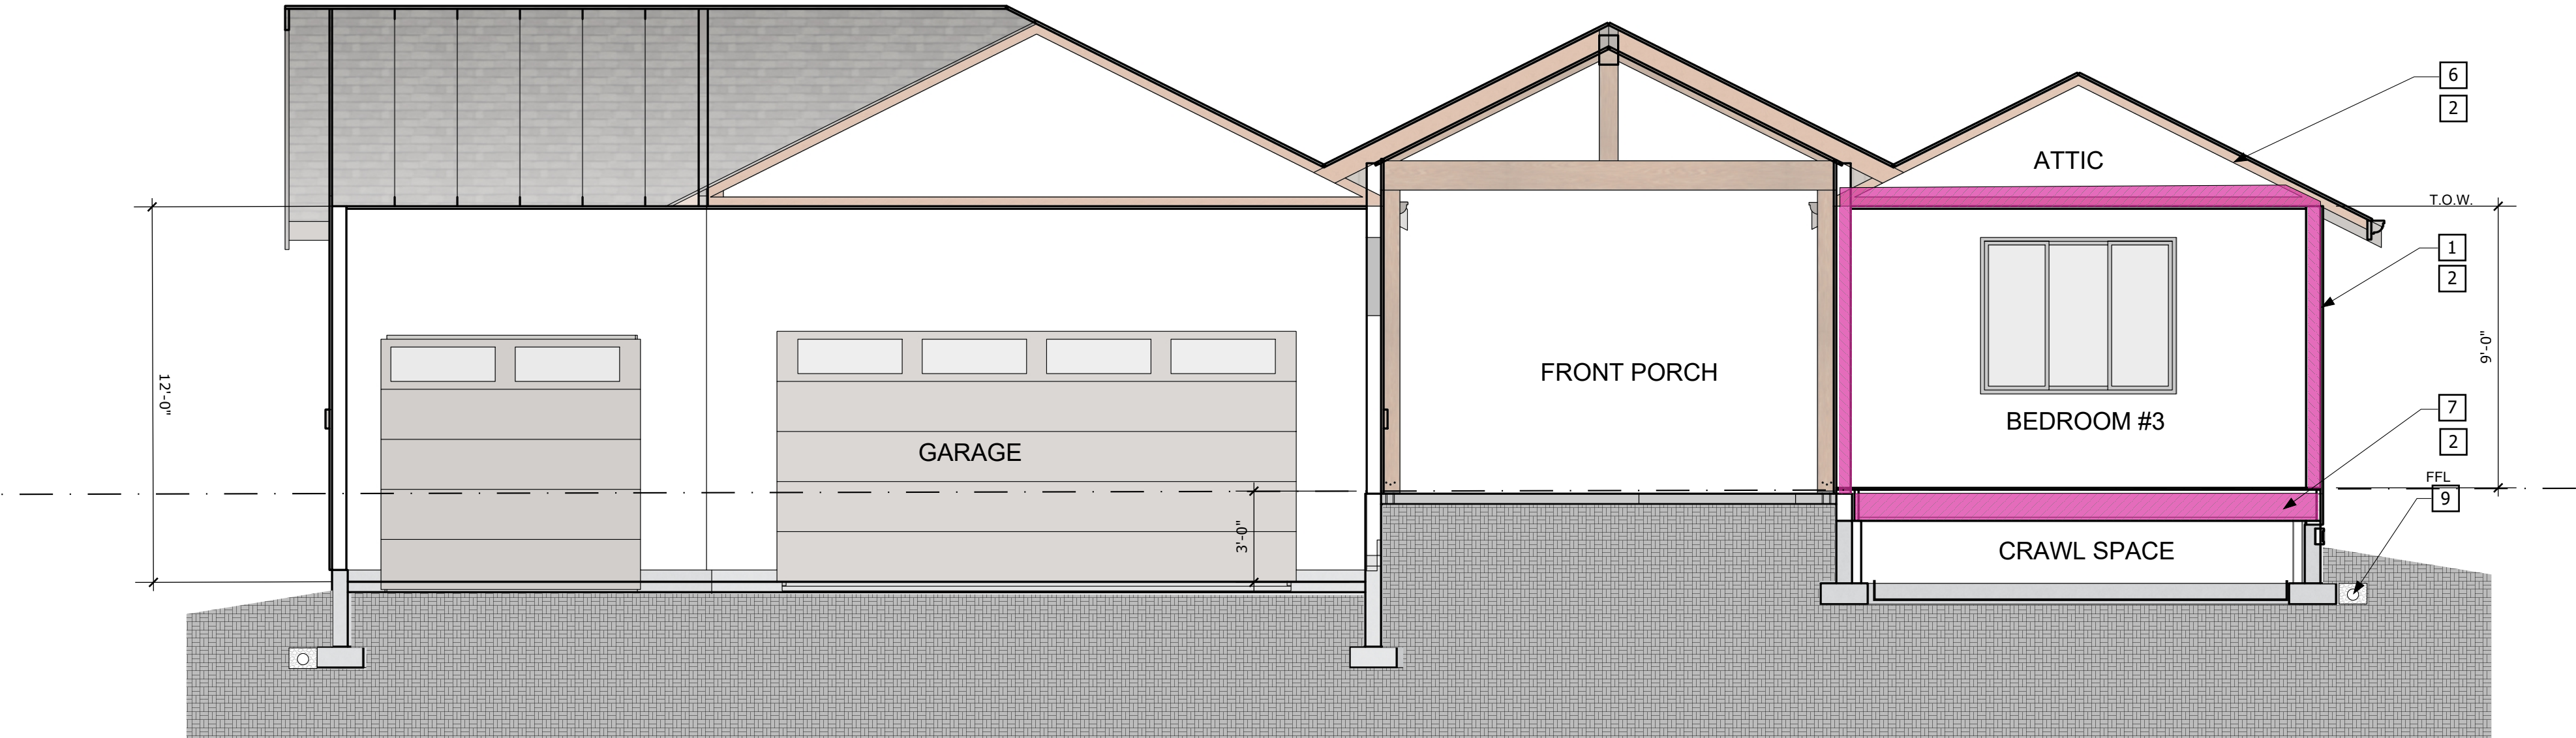 6
2
ATTIC
T.O.W.
1
2
9'-0"
12'-0"
FRONT PORCH
BEDROOM #3
7
2
GARAGE
FFL
9
3'-0"
CRAWL SPACE